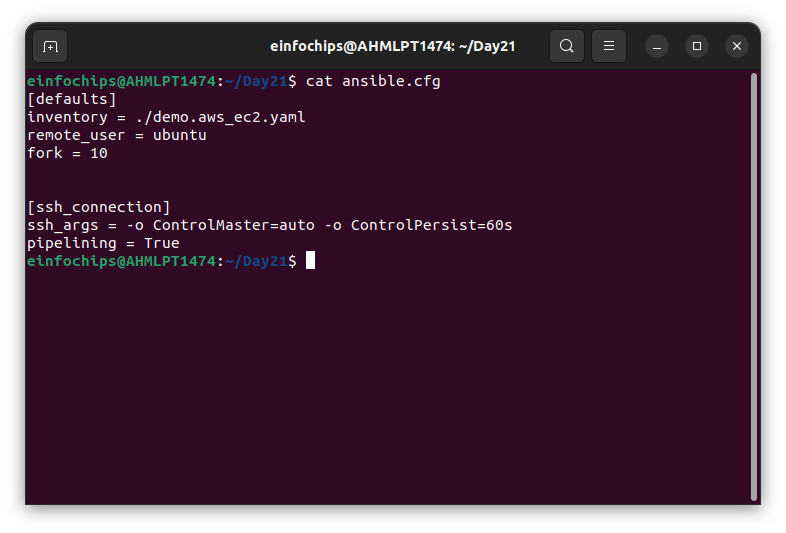 einfochips@AHMLPT1474: ~/Day21
einfochips@AHMLPT1474:~/Day21$ cat ansible.cfg
[defaults]
inventory = ./demo.aws_ec2.yaml
remote_user = ubuntu
fork = 10
[ssh_connection]
ssh_args = -o ControlMaster=auto -o ControlPersist=60s
pipelining = True
einfochips@AHMLPT1474:~/Day21$